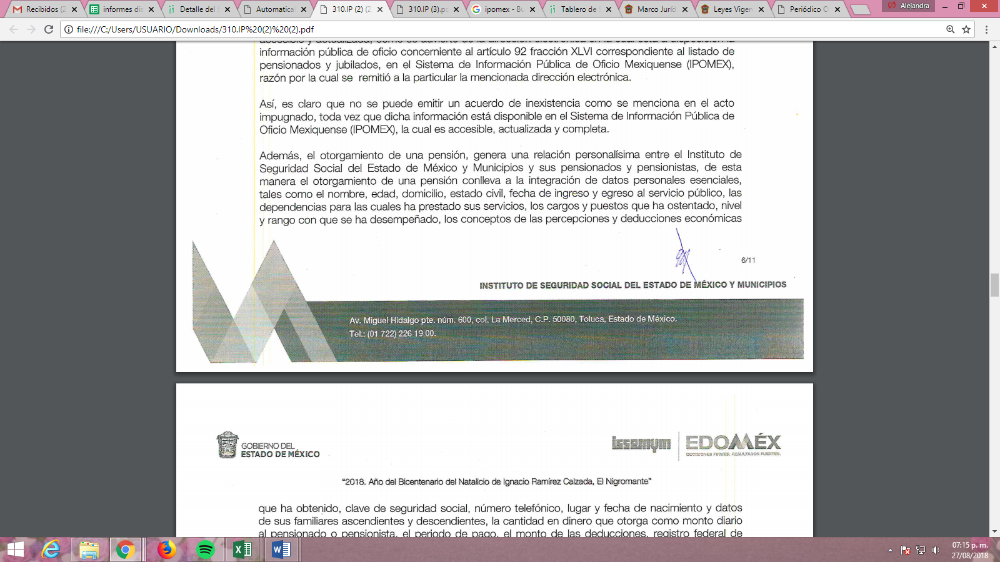 Recibidos (2
informes dia
Detalle del S
Automatica
310.IP (2) (2
310.IP (3).pd
ipomex - Bu
Tablero de S
Marco Juríd
Leyes Vigen
Periódico O
Alejandra
file:///C:/Users/USUARIO/Downloads/310.IP%20(2)%20(2).pdf
información pública de oficio concerniente al artículo 92 fracción XLVI correspondiente al listado de
pensionados y jubilados, en el Sistema de Información Pública de Oficio Mexiquense (IPOMEX),
razón por la cual se remitió a la particular la mencionada dirección electrónica.
Así, es claro que no se puede emitir un acuerdo de inexistencia como se menciona en el acto
impugnado, toda vez que dicha información está disponible en el Sistema de Información Pública de
Oficio Mexiquense (IPOMEX), la cual es accesible, actualizada y completa.
Además, el otorgamiento de una pensión, genera una relación personalísima entre el Instituto de
Seguridad Social del Estado de México y Municipios y sus pensionados y pensionistas, de esta
manera el otorgamiento de una pensión conlleva a la integración de datos personales esenciales,
tales como el nombre, edad, domicilio, estado civil, fecha de ingreso y egreso al servicio público, las
dependencias para las cuales ha prestado sus servicios, los cargos y puestos que ha ostentado, nivel
y rango con que se ha desempeñado, los conceptos de las percepciones y deducciones económicas
6/11
INSTITUTO DE SEGURIDAD SOCIAL DEL ESTADO DE MÉXICO Y MUNICIPIOS
Av. Miguel Hidalgo pte. núm. 600, col. La Merced, C.P. 50080, Toluca, Estado de México.
Tel.: (01 722) 226 19 00.
GOBIERNO DEL
ESTADO DE MÉXICO
issemym
EDOMÉX
DECISIONES FIRMES, RESULTADOS FUERTES.
"2018. Año del Bicentenario del Natalicio de Ignacio Ramírez Calzada, El Nigromante"
que ha obtenido, clave de seguridad social, número telefónico, lugar y fecha de nacimiento y datos
de sus familiares ascendientes y descendientes, la cantidad en dinero que otorga como monto diario
al pensionado o pensionista, el periodo de pago, el monto de las deducciones, registro federal de
07:15 p. m.
27/08/2018